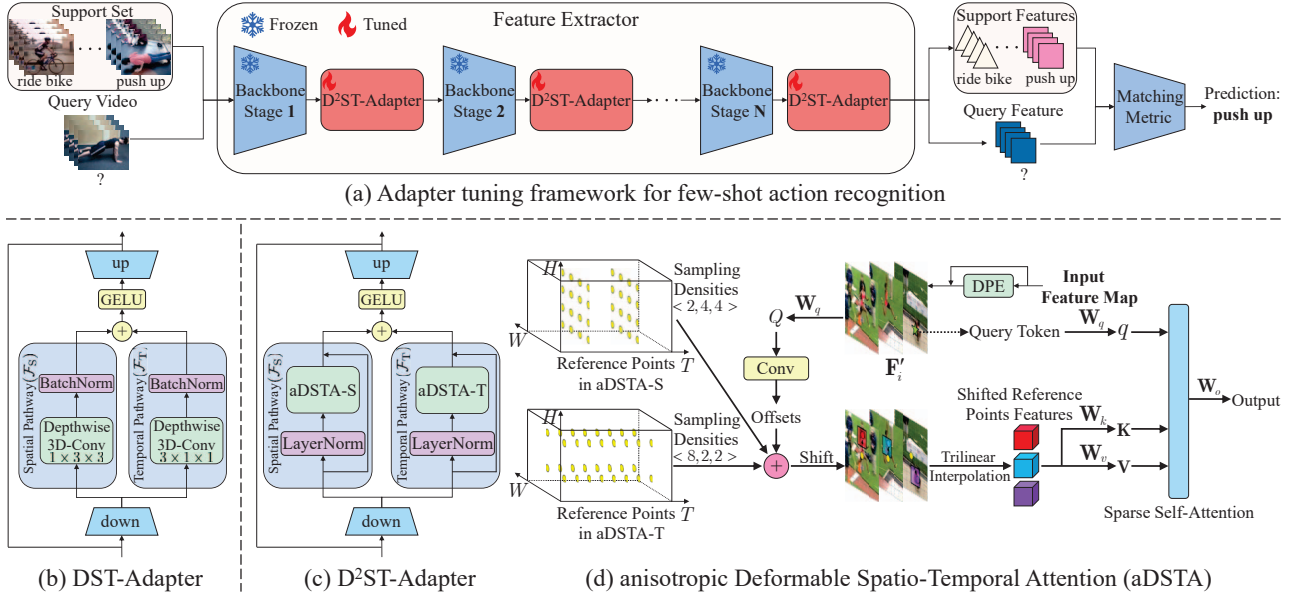 Support Set
ride bike
push up
Query Video
?
Frozen
Tuned
Feature Extractor
Backbone
Stage 1
D²ST-Adapter
Backbone
Stage 2
D²ST-Adapter
Backbone
Stage N
D²ST-Adapter
Support Features
ride bike
push up
Query Feature
?
Matching
Metric
Prediction:
push up
(a) Adapter tuning framework for few-shot action recognition
up
GELU
+
Spatial Pathway(𝓕S)
BatchNorm
Depthwise
3D-Conv
1 × 3 × 3
Temporal Pathway(𝓕T)
BatchNorm
Depthwise
3D-Conv
3 × 1 × 1
down
(b) DST-Adapter
up
GELU
+
Spatial Pathway(𝓕S)
aDSTA-S
LayerNorm
Temporal Pathway(𝓕T)
aDSTA-T
LayerNorm
down
(c) D²ST-Adapter
H
W
T
Reference Points
in aDSTA-S
Sampling
Densities
< 2, 4, 4 >
H
W
T
Reference Points
in aDSTA-T
Sampling
Densities
< 8, 2, 2 >
Wq
Q
Conv
Offsets
+
Shift
F′i
DPE
Input
Feature Map
Query Token
Wq
q
Shifted Reference
Points Features
Trilinear
Interpolation
Wk
K
Wv
V
Wo
Output
Sparse Self-Attention
(d) anisotropic Deformable Spatio-Temporal Attention (aDSTA)